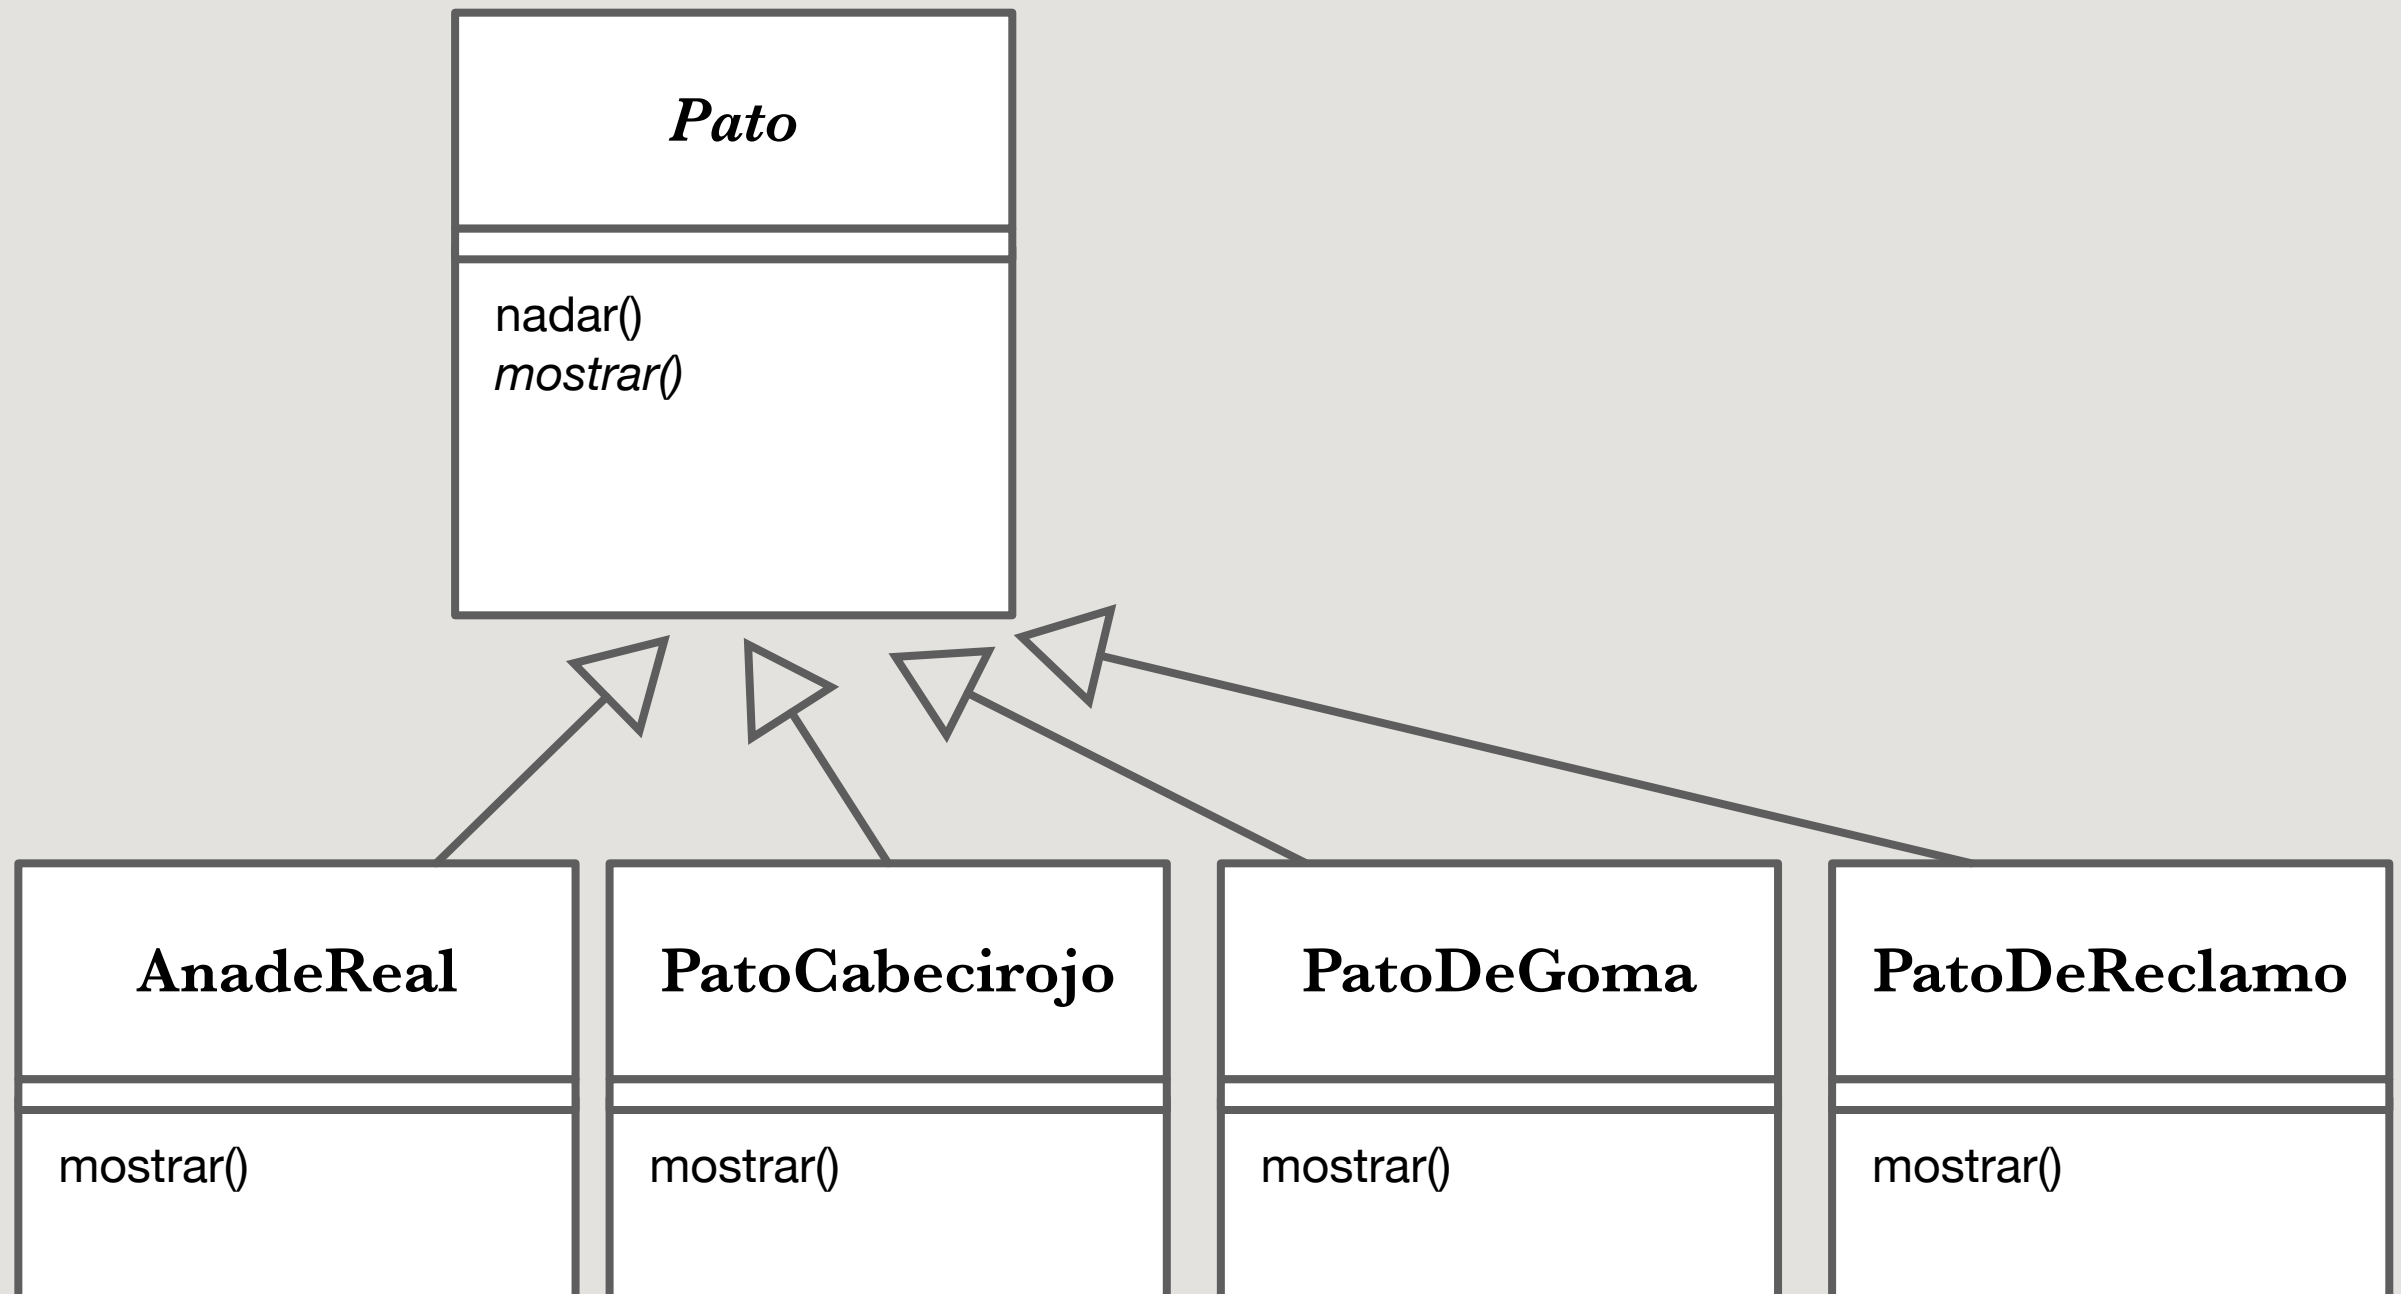 Pato
nadar()
mostrar()
AnadeReal
PatoCabecirojo
PatoDeGoma
PatoDeReclamo
mostrar()
mostrar()
mostrar()
mostrar()